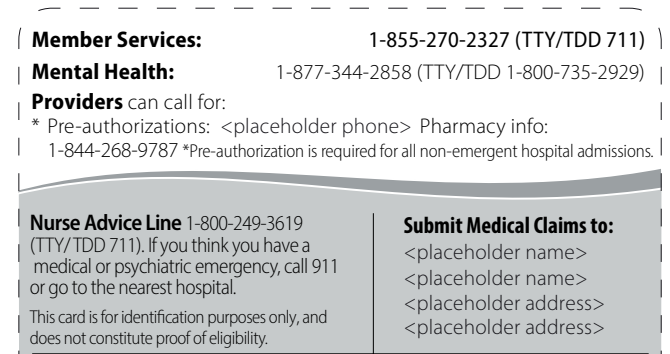 Member Services: 1-855-270-2327 (TTY/TDD 711)
Mental Health: 1-877-344-2858 (TTY/TDD 1-800-735-2929)
Providers can call for:
* Pre-authorizations: <placeholder phone> Pharmacy info:
1-844-268-9787 *Pre-authorization is required for all non-emergent hospital admissions.
Nurse Advice Line 1-800-249-3619
(TTY/TDD 711). If you think you have a
medical or psychiatric emergency, call 911
or go to the nearest hospital.
This card is for identification purposes only, and
does not constitute proof of eligibility.
Submit Medical Claims to:
<placeholder name>
<placeholder name>
<placeholder address>
<placeholder address>